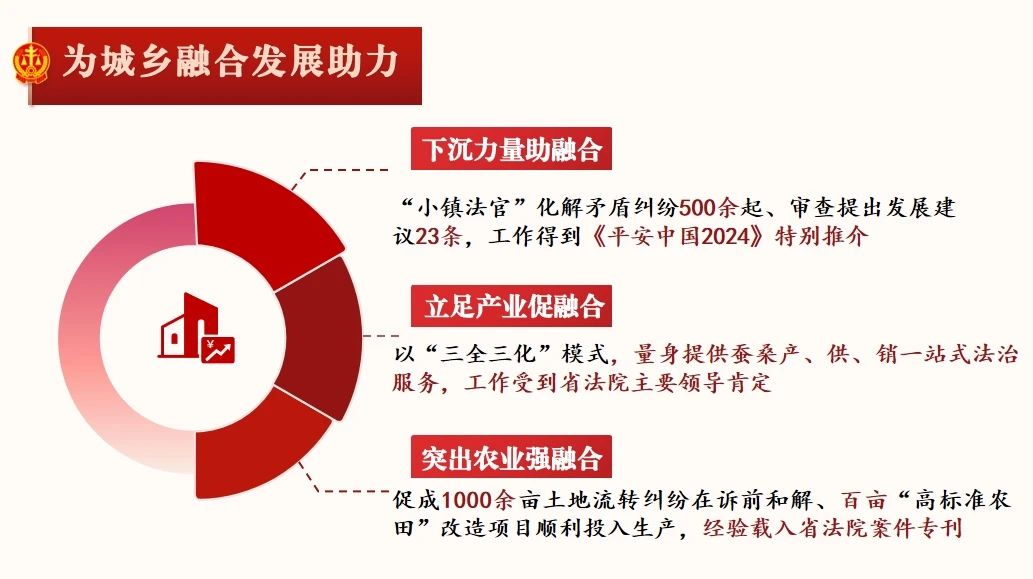 为城乡融合发展助力
下沉力量助融合
“小镇法官”化解矛盾纠纷500余起、审查提出发展建
议23条，工作得到《平安中国2024》特别推介
立足产业促融合
¥
以“三全三化”模式，量身提供蚕桑产、供、销一站式法治
服务，工作受到省法院主要领导肯定
突出农业强融合
促成1000余亩土地流转纠纷在诉前和解、百亩“高标准农
田”改造项目顺利投入生产，经验载入省法院案件专刊